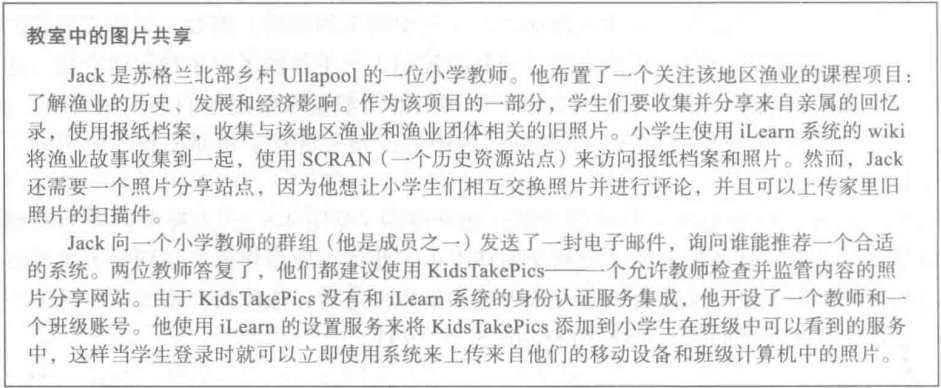 教室中的图片共享
Jack 是苏格兰北部乡村 Ullapool 的一位小学教师。他布置了一个关注该地区渔业的课程项目：
了解渔业的历史、发展和经济影响。作为该项目的一部分，学生们要收集并分享来自亲属的回忆
录，使用报纸档案，收集与该地区渔业和渔业团体相关的旧照片。小学生使用 iLearn 系统的 wiki
将渔业故事收集到一起，使用 SCRAN（一个历史资源站点）来访问报纸档案和照片。然而，Jack
还需要一个照片分享站点，因为他想让小学生们相互交换照片并进行评论，并且可以上传家里旧
照片的扫描件。
Jack 向一个小学教师的群组（他是成员之一）发送了一封电子邮件，询问谁能推荐一个合适
的系统。两位教师答复了，他们都建议使用 KidsTakePics——一个允许教师检查并监管内容的照
片分享网站。由于 KidsTakePics 没有和 iLearn 系统的身份认证服务集成，他开设了一个教师和一
个班级账号。他使用 iLearn 的设置服务来将 KidsTakePics 添加到小学生在班级中可以看到的服务
中，这样当学生登录时就可以立即使用系统来上传来自他们的移动设备和班级计算机中的照片。